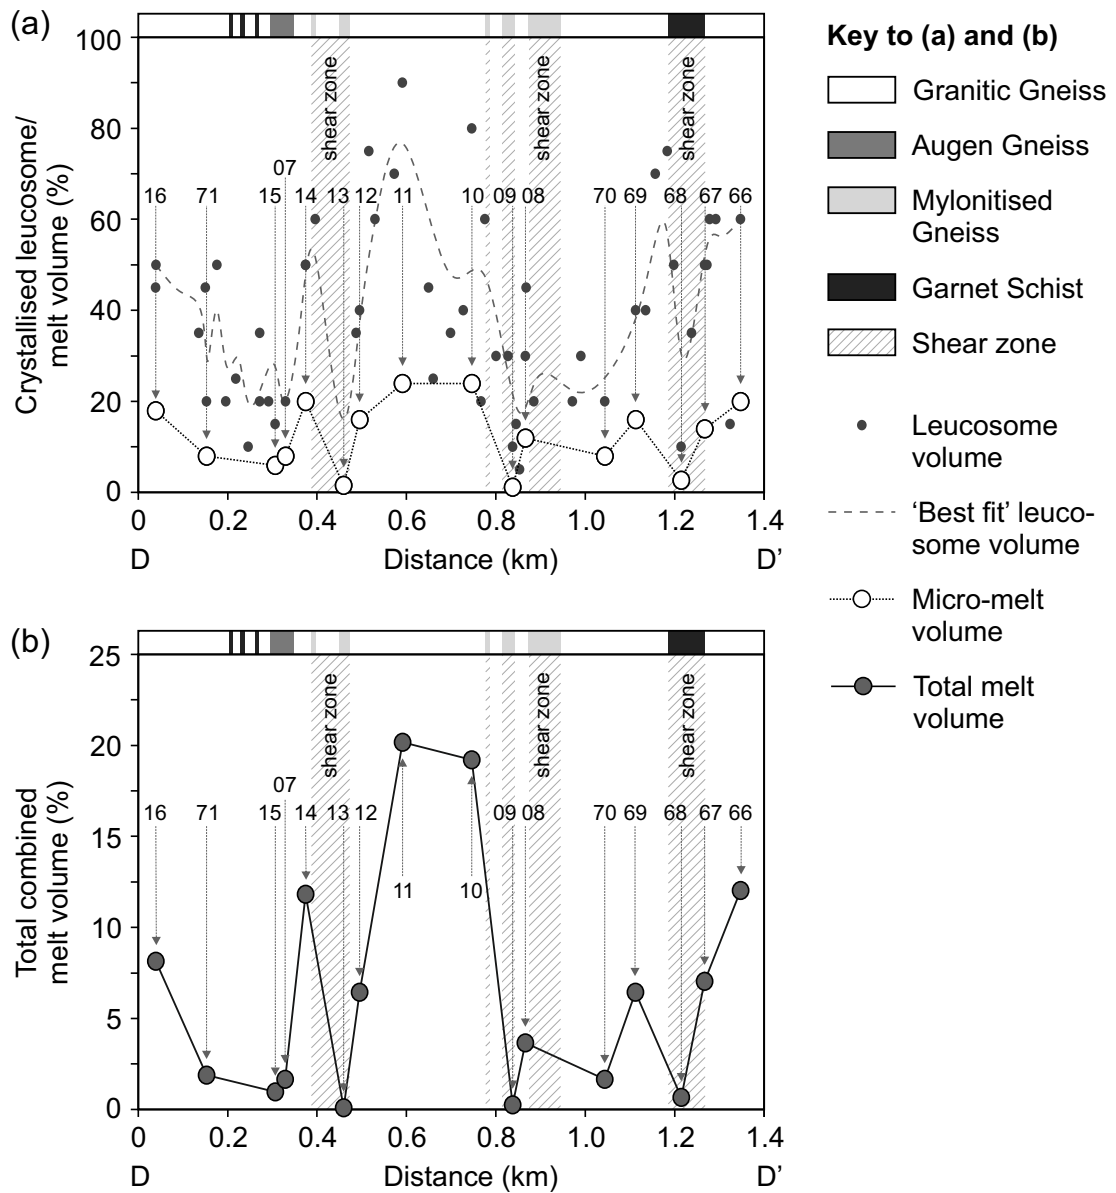 (a)
100
80
60
40
20
0
Crystallised leucosome/
melt volume (%)
shear zone
shear zone
shear zone
07
16
71
15
14
13
12
11
10
09
08
70
69
68
67
66
0
0.2
0.4
0.6
0.8
1.0
1.2
1.4
D
Distance (km)
D'
Key to (a) and (b)
Granitic Gneiss
Augen Gneiss
Mylonitised
Gneiss
Garnet Schist
Shear zone
Leucosome
volume
‘Best fit’ leuco-
some volume
Micro-melt
volume
Total melt
volume
(b)
25
20
15
10
5
0
Total combined
melt volume (%)
shear zone
shear zone
shear zone
07
16
71
15
14
13
12
09
08
70
69
68
67
66
11
10
0
0.2
0.4
0.6
0.8
1.0
1.2
1.4
D
Distance (km)
D'